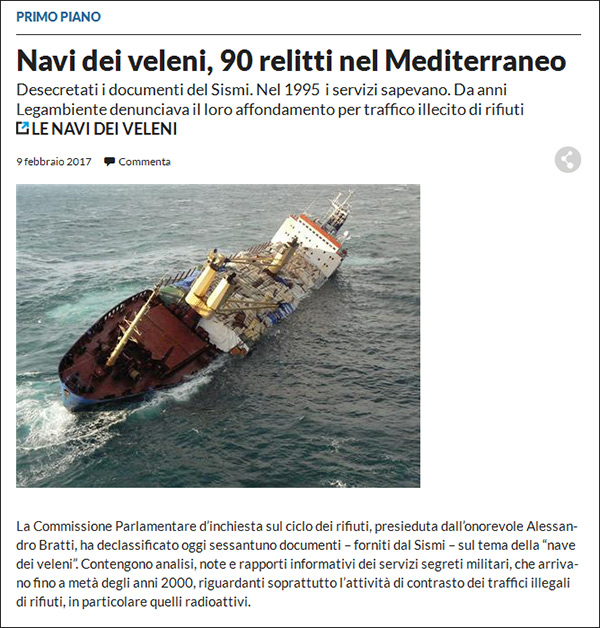 PRIMO PIANO
Navi dei veleni, 90 relitti nel Mediterraneo
Desecretati i documenti del Sismi. Nel 1995 i servizi sapevano. Da anni
Legambiente denunciava il loro affondamento per traffico illecito di rifiuti
LE NAVI DEI VELENI
9 febbraio 2017 Commenta
La Commissione Parlamentare d’inchiesta sul ciclo dei rifiuti, presieduta dall’onorevole Alessan-
dro Bratti, ha declassificato oggi sessantuno documenti – forniti dal Sismi – sul tema della “nave
dei veleni”. Contengono analisi, note e rapporti informativi dei servizi segreti militari, che arriva-
no fino a metà degli anni 2000, riguardanti soprattutto l’attività di contrasto dei traffici illegali
di rifiuti, in particolare quelli radioattivi.